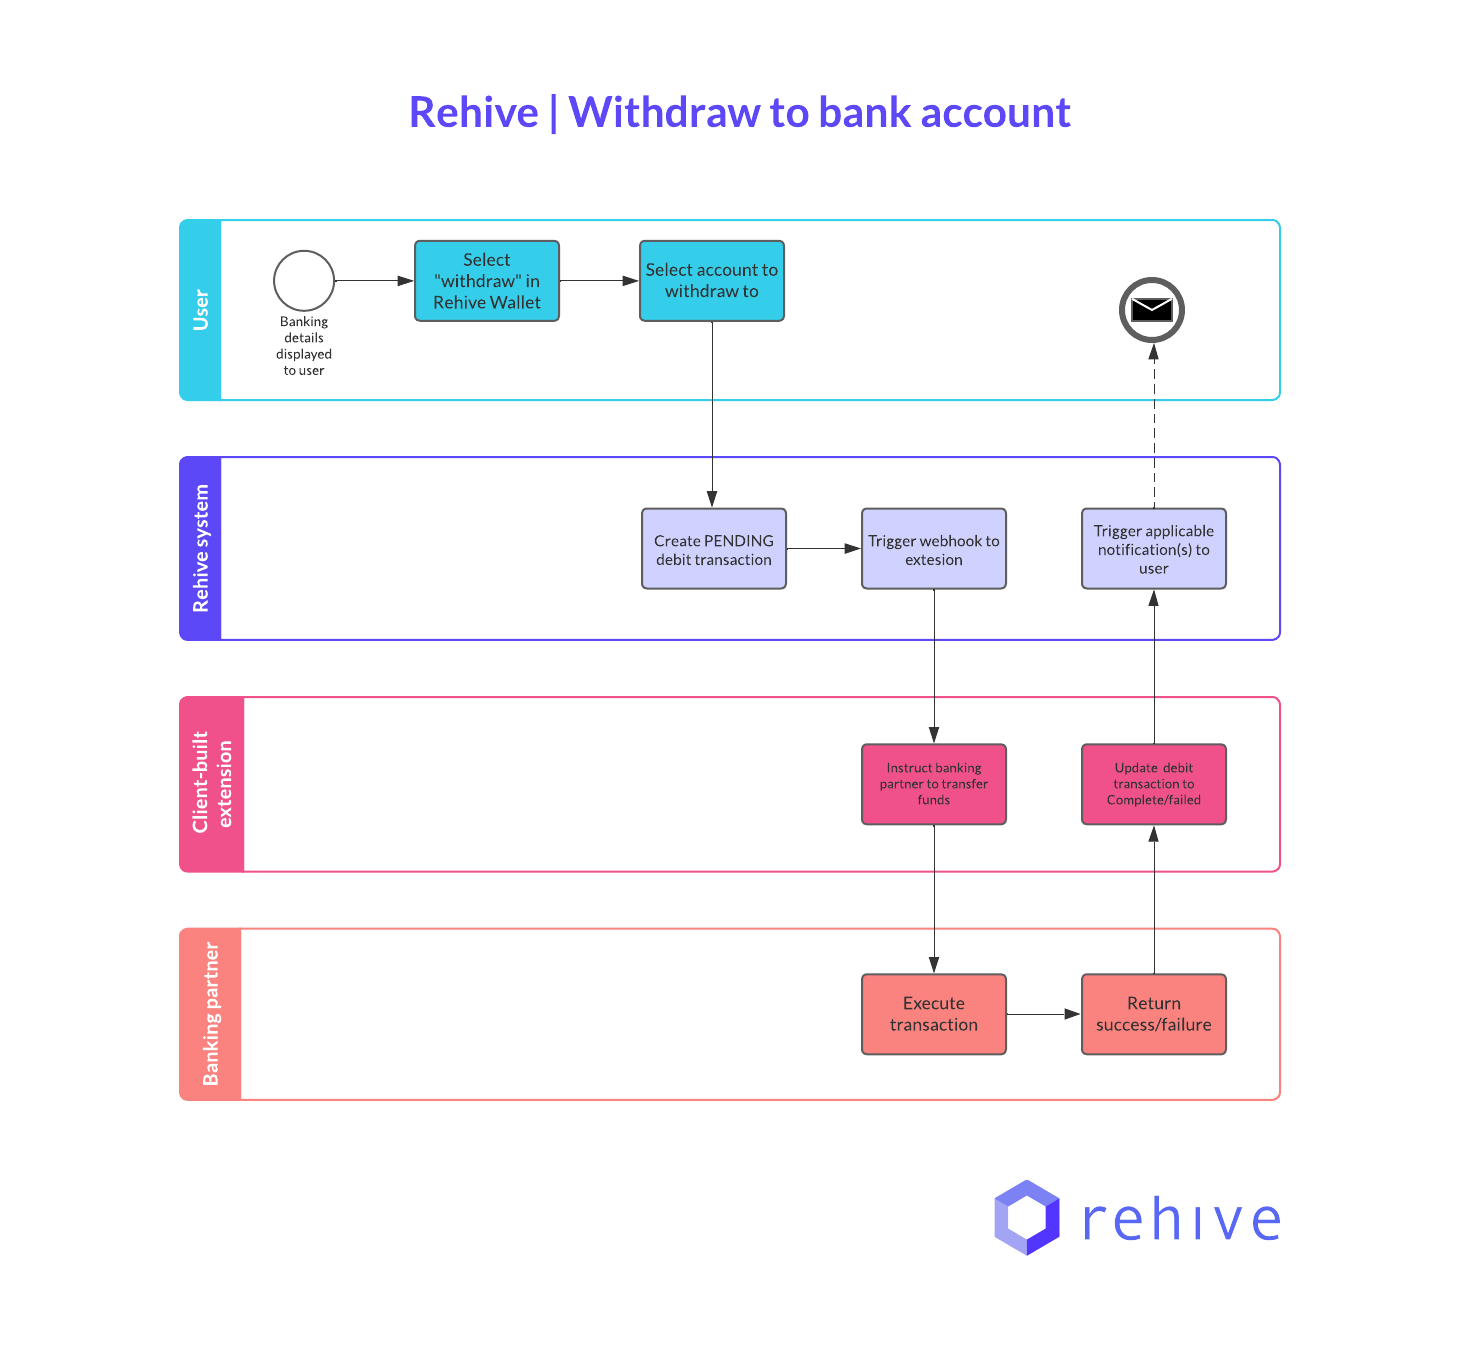 Rehive | Withdraw to bank account
User
Banking
details
displayed
to user
Select
"withdraw" in
Rehive Wallet
Select account to
withdraw to
Rehive system
Create PENDING
debit transaction
Trigger webhook to
extesion
Trigger applicable
notification(s) to
user
Client-built
extension
Instruct banking
partner to transfer
funds
Update debit
transaction to
Complete/failed
Banking partner
Execute
transaction
Return
success/failure
rehive